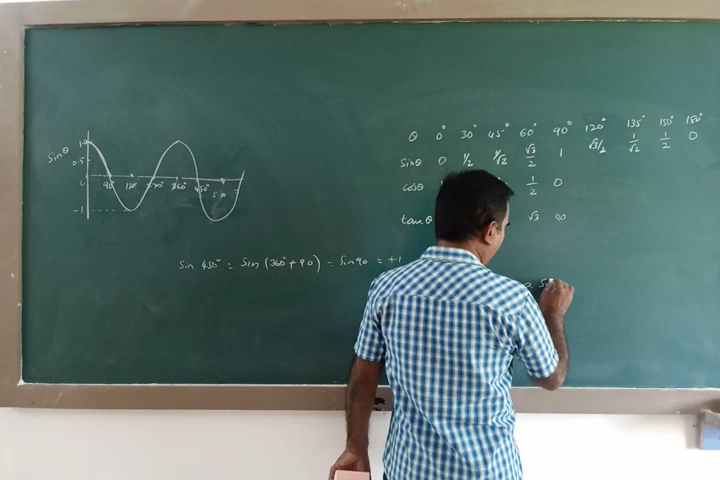 θ 0° 30° 45° 60° 90° 120° 135° 150° 180°
sinθ 0 1/2 1/√2 √3/2 1 √3/2 1/√2 1/2 0
cosθ 1/2 0
tanθ √3 ∞
Sinθ
1.0
0.5
0
-1
90° 180° 270° 360° 450°
Sin 450° = Sin (360° + 90) = Sin 90 = +1